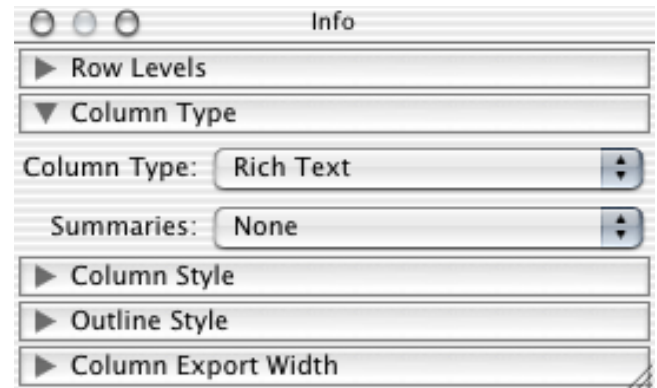 Info
Row Levels
Column Type
Column Type: Rich Text
Summaries: None
Column Style
Outline Style
Column Export Width